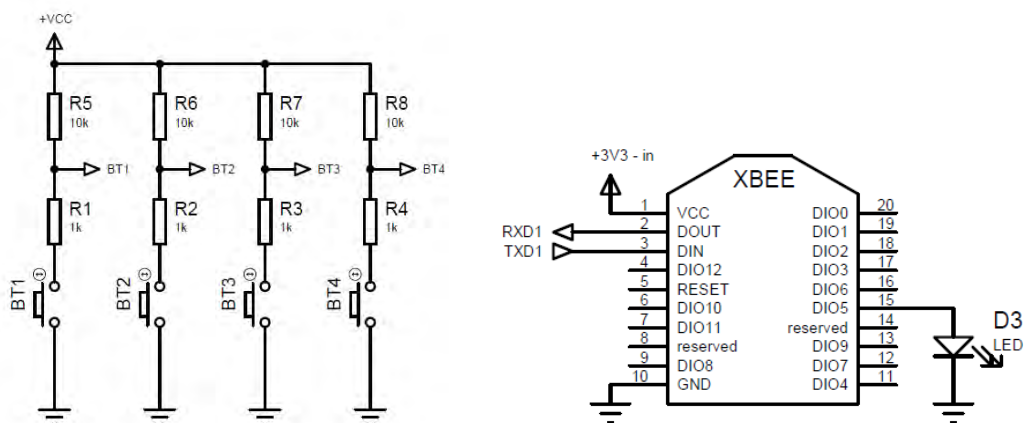 +VCC
R5
10k
R6
10k
R7
10k
R8
10k
BT1
BT2
BT3
BT4
R1
1k
R2
1k
R3
1k
R4
1k
BT1
BT2
BT3
BT4
+3V3 - in
XBEE
1 VCC DIO0 20
RXD1 2 DOUT DIO1 19
TXD1 3 DIN DIO2 18
4 DIO12 DIO3 17
5 RESET DIO6 16
6 DIO10 DIO5 15
7 DIO11 reserved 14
8 reserved DIO9 13
9 DIO8 DIO7 12
10 GND DIO4 11
D3
LED